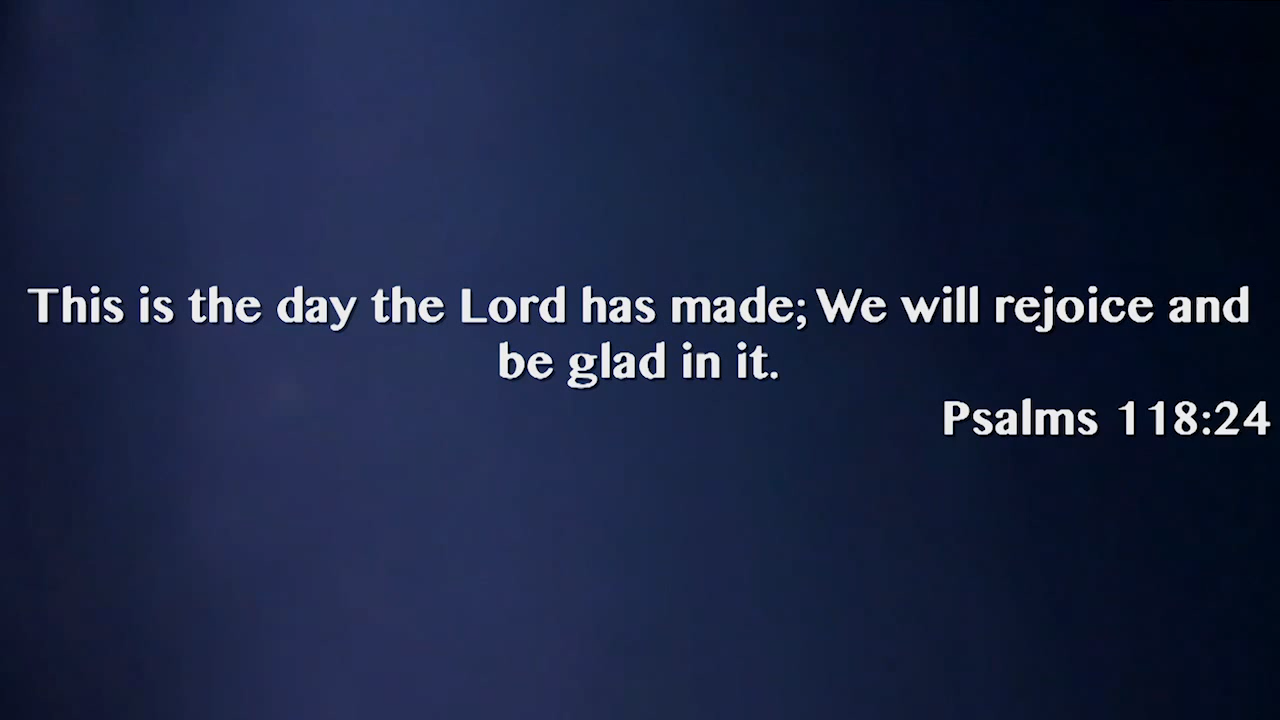 This is the day the Lord has made; We will rejoice and
be glad in it.
Psalms 118:24